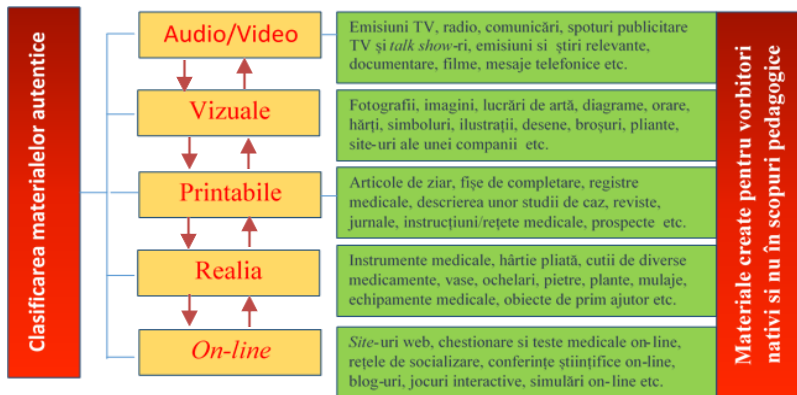 Clasificarea materialelor autentice
Audio/Video
Emisiuni TV, radio, comunicări, spoturi publicitare
TV și talk show-ri, emisiuni si știri relevante,
documentare, filme, mesaje telefonice etc.
Vizuale
Fotografii, imagini, lucrări de artă, diagrame, orare,
hărți, simboluri, ilustrații, desene, broșuri, pliante,
site-uri ale unei companii etc.
Printabile
Articole de ziar, fișe de completare, registre
medicale, descrierea unor studii de caz, reviste,
jurnale, instrucțiuni/rețete medicale, prospecte etc.
Realia
Instrumente medicale, hârtie pliată, cutii de diverse
medicamente, vase, ochelari, pietre, plante, mulaje,
echipamente medicale, obiecte de prim ajutor etc.
On-line
Site-uri web, chestionare si teste medicale on-line,
rețele de socializare, conferințe științifice on-line,
blog-uri, jocuri interactive, simulări on-line etc.
Materiale create pentru vorbitori
nativi si nu în scopuri pedagogice